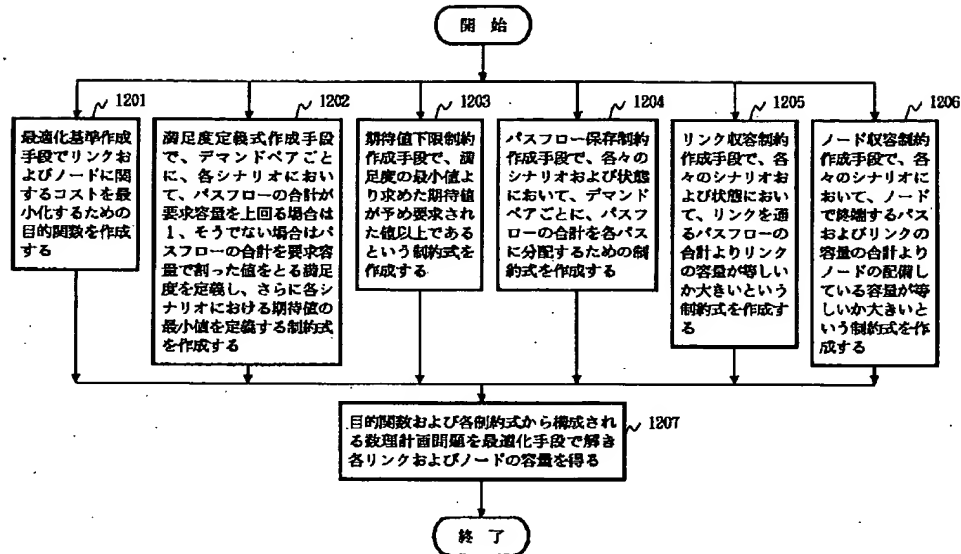 開 始
1201
最適化基準作成
手段でリンクお
よびノードに関
するコストを最
小化するための
目的関数を作成
する
1202
満足度定義式作成手段
で、デマンドペアごと
に、各シナリオにおい
て、パスフローの合計が
要求容量を上回る場合は
1、そうでない場合はパ
スフローの合計を要求容
量で割った値をとる満足
度を定義し、さらに各シ
ナリオにおける期待値の
最小値を定義する制約式
を作成する
1203
期待値下限制約
作成手段で、満
足度の最小値よ
り求めた期待値
が予め要求され
た値以上である
という制約式を
作成する
1204
パスフロー保存制約
作成手段で、各々の
シナリオおよび状態
において、デマンド
ペアごとに、パスフ
ローの合計を各パス
に分配するための制
約式を作成する
1205
リンク収容制約
作成手段で、各
々のシナリオお
よび状態におい
て、リンクを通
るパスフローの
合計よりリンク
の容量が等しい
か大きいという
制約式を作成す
る
1206
ノード収容制約
作成手段で、各
々のシナリオに
おいて、ノード
で終端するパス
およびリンクの
容量の合計より
ノードの配備し
ている容量が等
しいか大きいと
いう制約式を作
成する
目的関数および各制約式から構成され
る数理計画問題を最適化手段で解き
各リンクおよびノードの容量を得る
1207
終 了